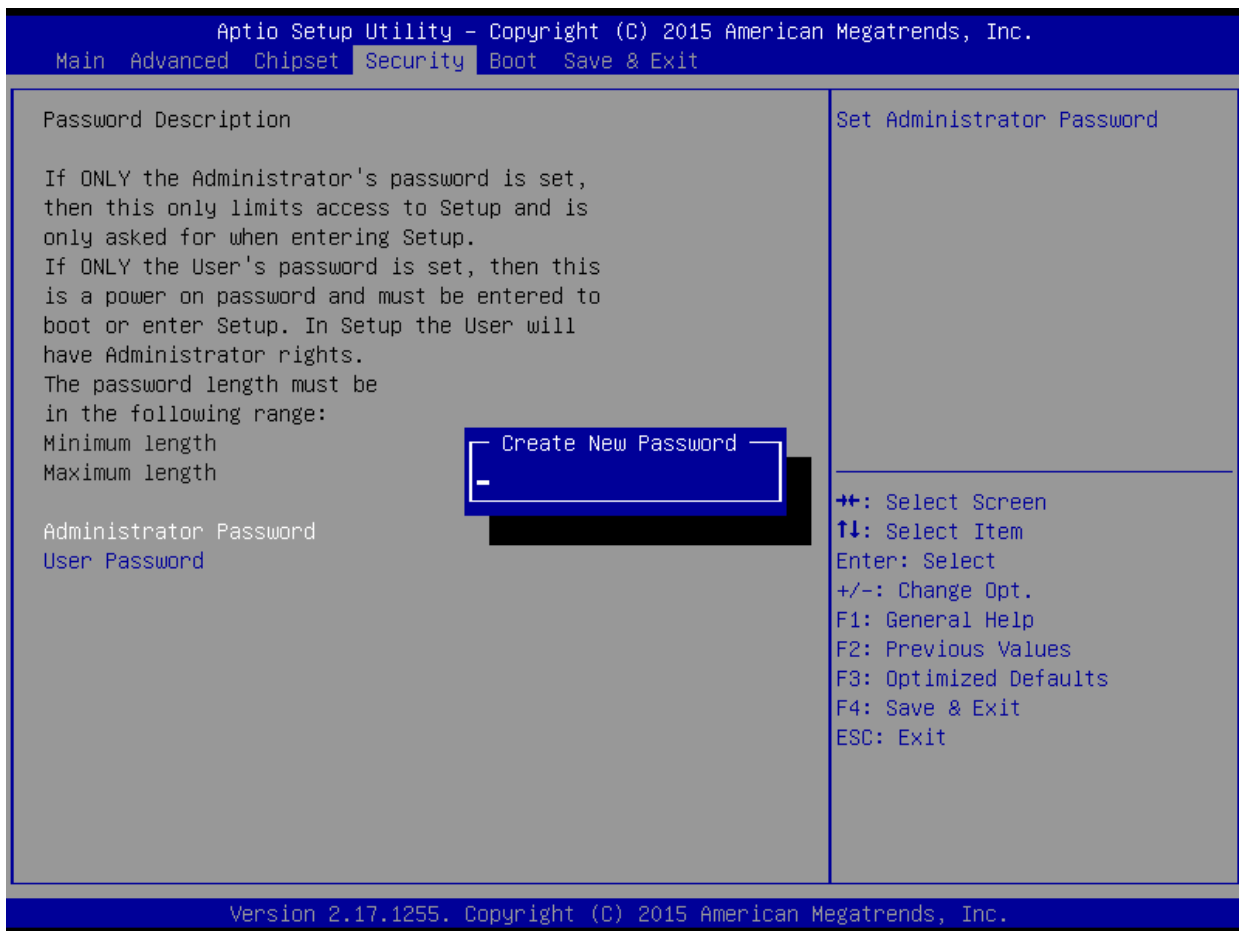 Aptio Setup Utility – Copyright (C) 2015 American Megatrends, Inc.
Main Advanced Chipset Security Boot Save & Exit
Password Description
If ONLY the Administrator's password is set,
then this only limits access to Setup and is
only asked for when entering Setup.
If ONLY the User's password is set, then this
is a power on password and must be entered to
boot or enter Setup. In Setup the User will
have Administrator rights.
The password length must be
in the following range:
Minimum length
Maximum length
Administrator Password
User Password
Create New Password
Set Administrator Password
→←: Select Screen
↑↓: Select Item
Enter: Select
+/-: Change Opt.
F1: General Help
F2: Previous Values
F3: Optimized Defaults
F4: Save & Exit
ESC: Exit
Version 2.17.1255. Copyright (C) 2015 American Megatrends, Inc.